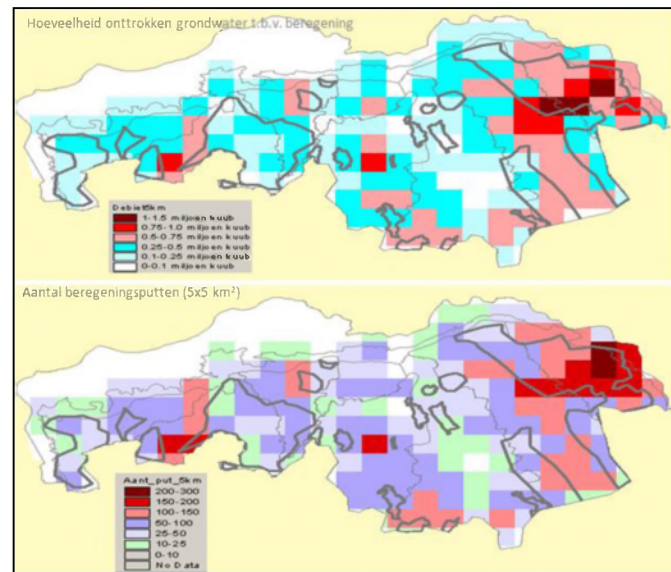 Hoeveelheid onttrokken grondwater t.b.v. beregening
Debiet5km
1-1.5 miljoen kuub
0.75-1.0 miljoen kuub
0.5-0.75 miljoen kuub
0.25-0.5 miljoen kuub
0.1-0.25 miljoen kuub
0-0.1 miljoen kuub
Aantal beregeningsputten (5x5 km²)
Aant_put_5km
200-300
150-200
100-150
50-100
25-50
10-25
0-10
No Data